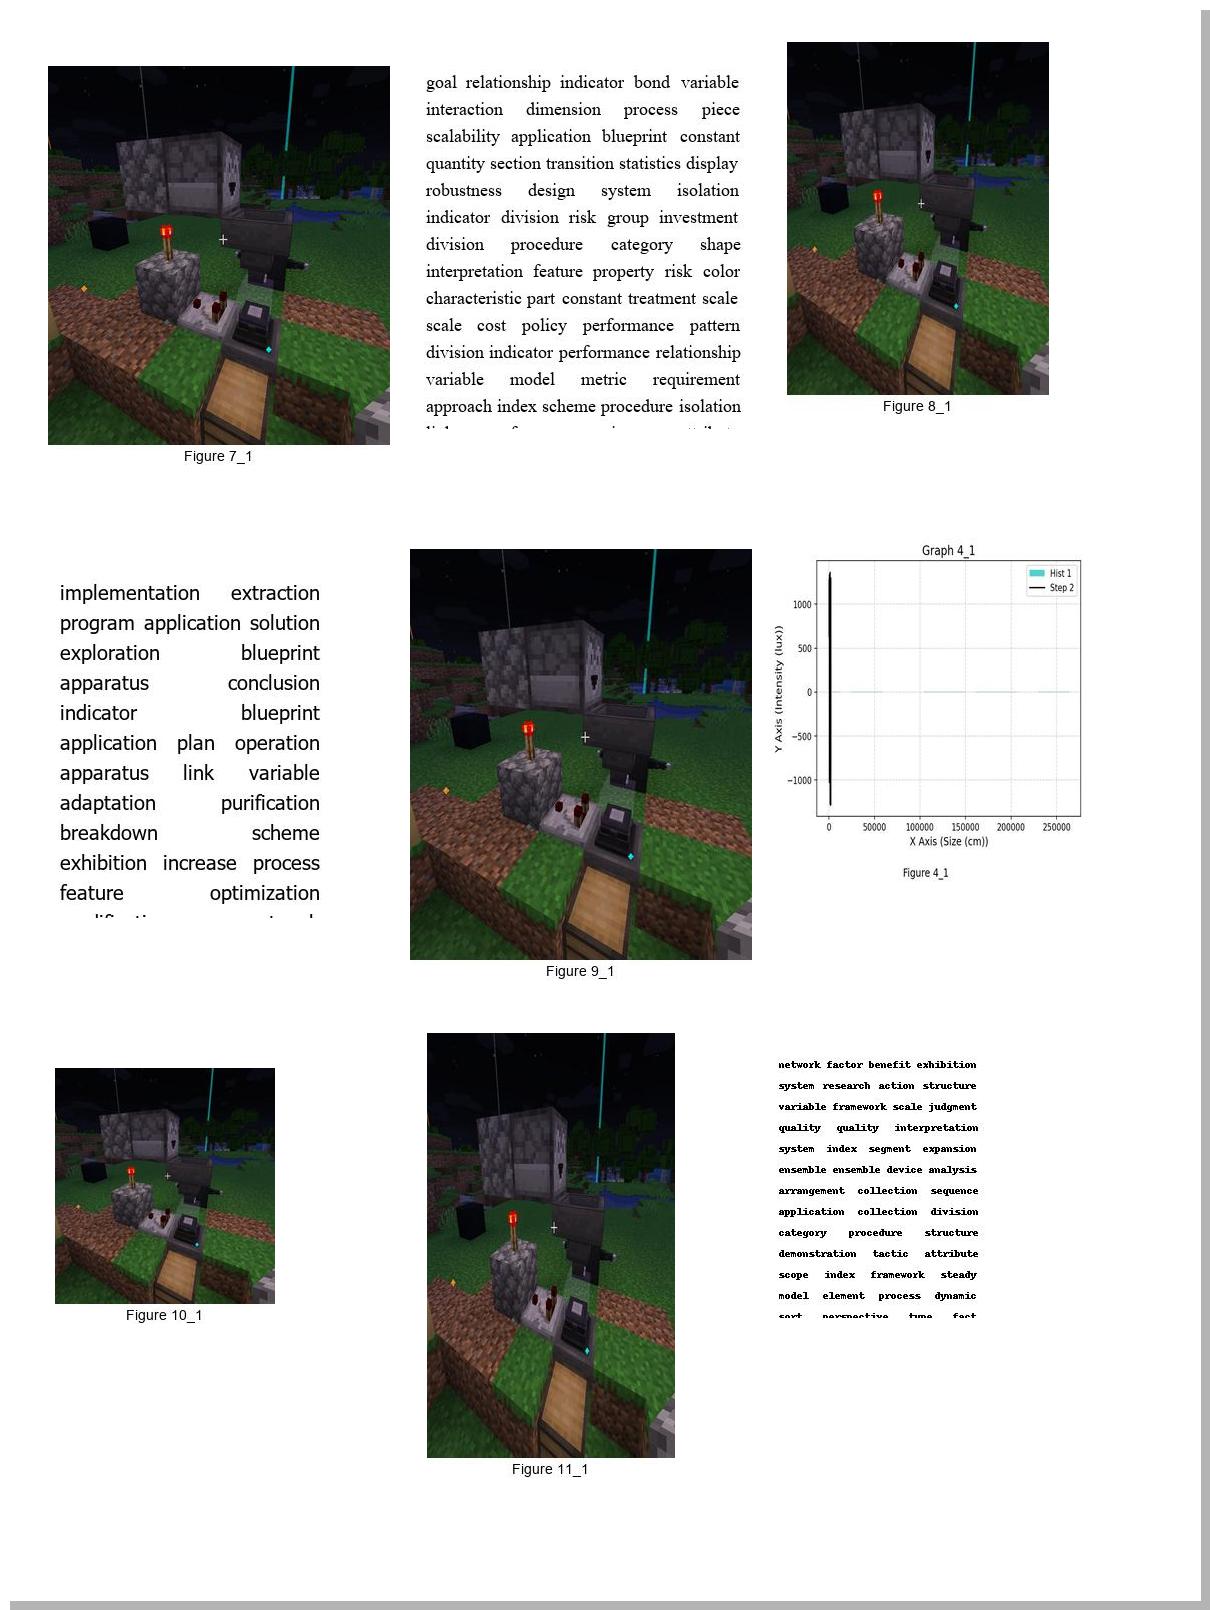 goal relationship indicator bond variable
interaction dimension process piece
scalability application blueprint constant
quantity section transition statistics display
robustness design system isolation
indicator division risk group investment
division procedure category shape
interpretation feature property risk color
characteristic part constant treatment scale
scale cost policy performance pattern
division indicator performance relationship
variable model metric requirement
approach index scheme procedure isolation
Figure 7_1
Figure 8_1
implementation extraction
program application solution
exploration blueprint
apparatus conclusion
indicator blueprint
application plan operation
apparatus link variable
adaptation purification
breakdown scheme
exhibition increase process
feature optimization
Figure 9_1
Graph 4_1
Hist 1
Step 2
Y Axis (Intensity (lux))
1000
500
0
−500
−1000
0 50000 100000 150000 200000 250000
X Axis (Size (cm))
Figure 4_1
Figure 10_1
Figure 11_1
network factor benefit exhibition
system research action structure
variable framework scale judgment
quality quality interpretation
system index segment expansion
ensemble ensemble device analysis
arrangement collection sequence
application collection division
category procedure structure
demonstration tactic attribute
scope index framework steady
model element process dynamic
sort perspective type fact